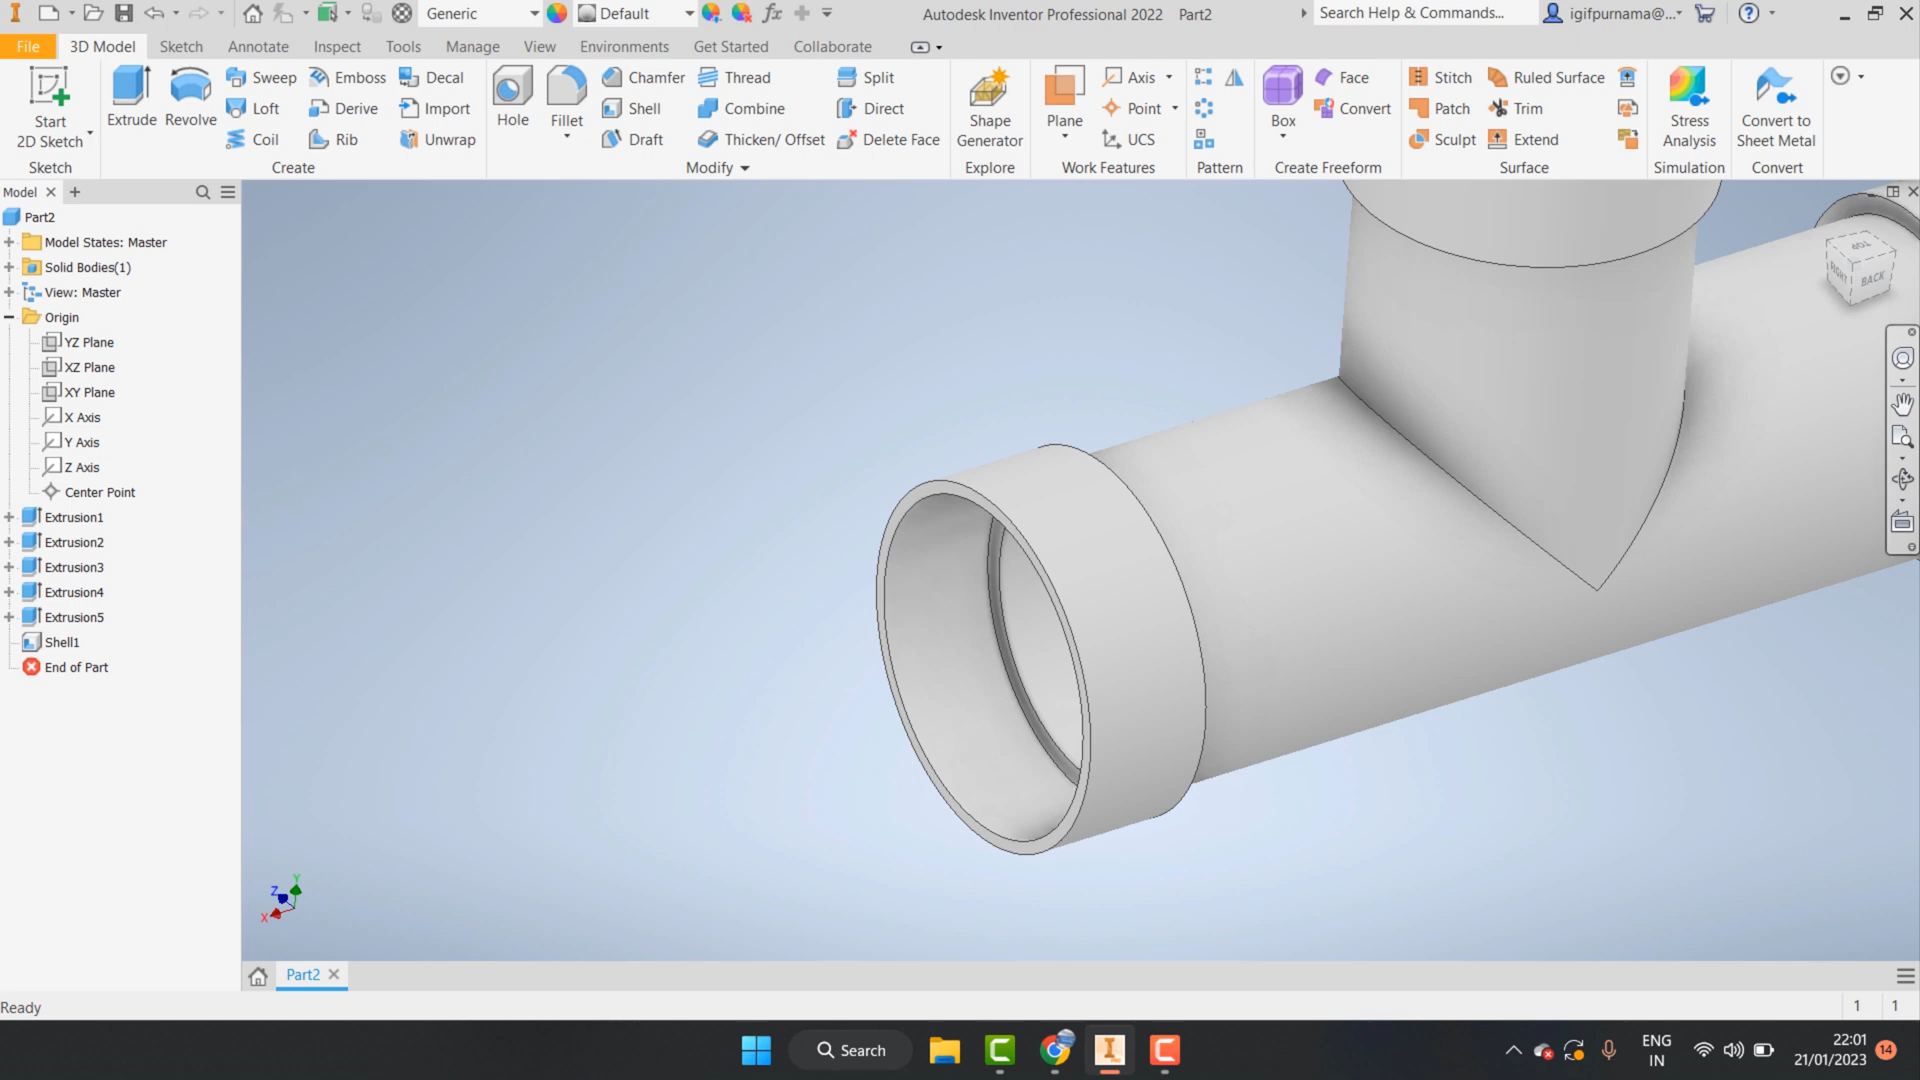 Generic
Default
fx
Autodesk Inventor Professional 2022 Part2
Search Help & Commands...
igifpurnama@...
File 3D Model Sketch Annotate Inspect Tools Manage View Environments Get Started Collaborate
Start
2D Sketch
Sketch
Extrude
Revolve
Sweep Emboss Decal
Loft Derive Import
Coil Rib Unwrap
Create
Hole
Fillet
Chamfer Thread Split
Shell Combine Direct
Draft Thicken/ Offset Delete Face
Modify
Shape
Generator
Explore
Plane
Axis
Point
UCS
Work Features
Pattern
Box
Face
Convert
Create Freeform
Stitch Ruled Surface
Patch Trim
Sculpt Extend
Surface
Stress
Analysis
Simulation
Convert to
Sheet Metal
Convert
Model
Part2
Model States: Master
Solid Bodies(1)
View: Master
Origin
YZ Plane
XZ Plane
XY Plane
X Axis
Y Axis
Z Axis
Center Point
Extrusion1
Extrusion2
Extrusion3
Extrusion4
Extrusion5
Shell1
End of Part
TOP
RIGHT
BACK
Y
Z
X
Part2
Ready
1 1
Search
ENG
IN
22:01
21/01/2023
14